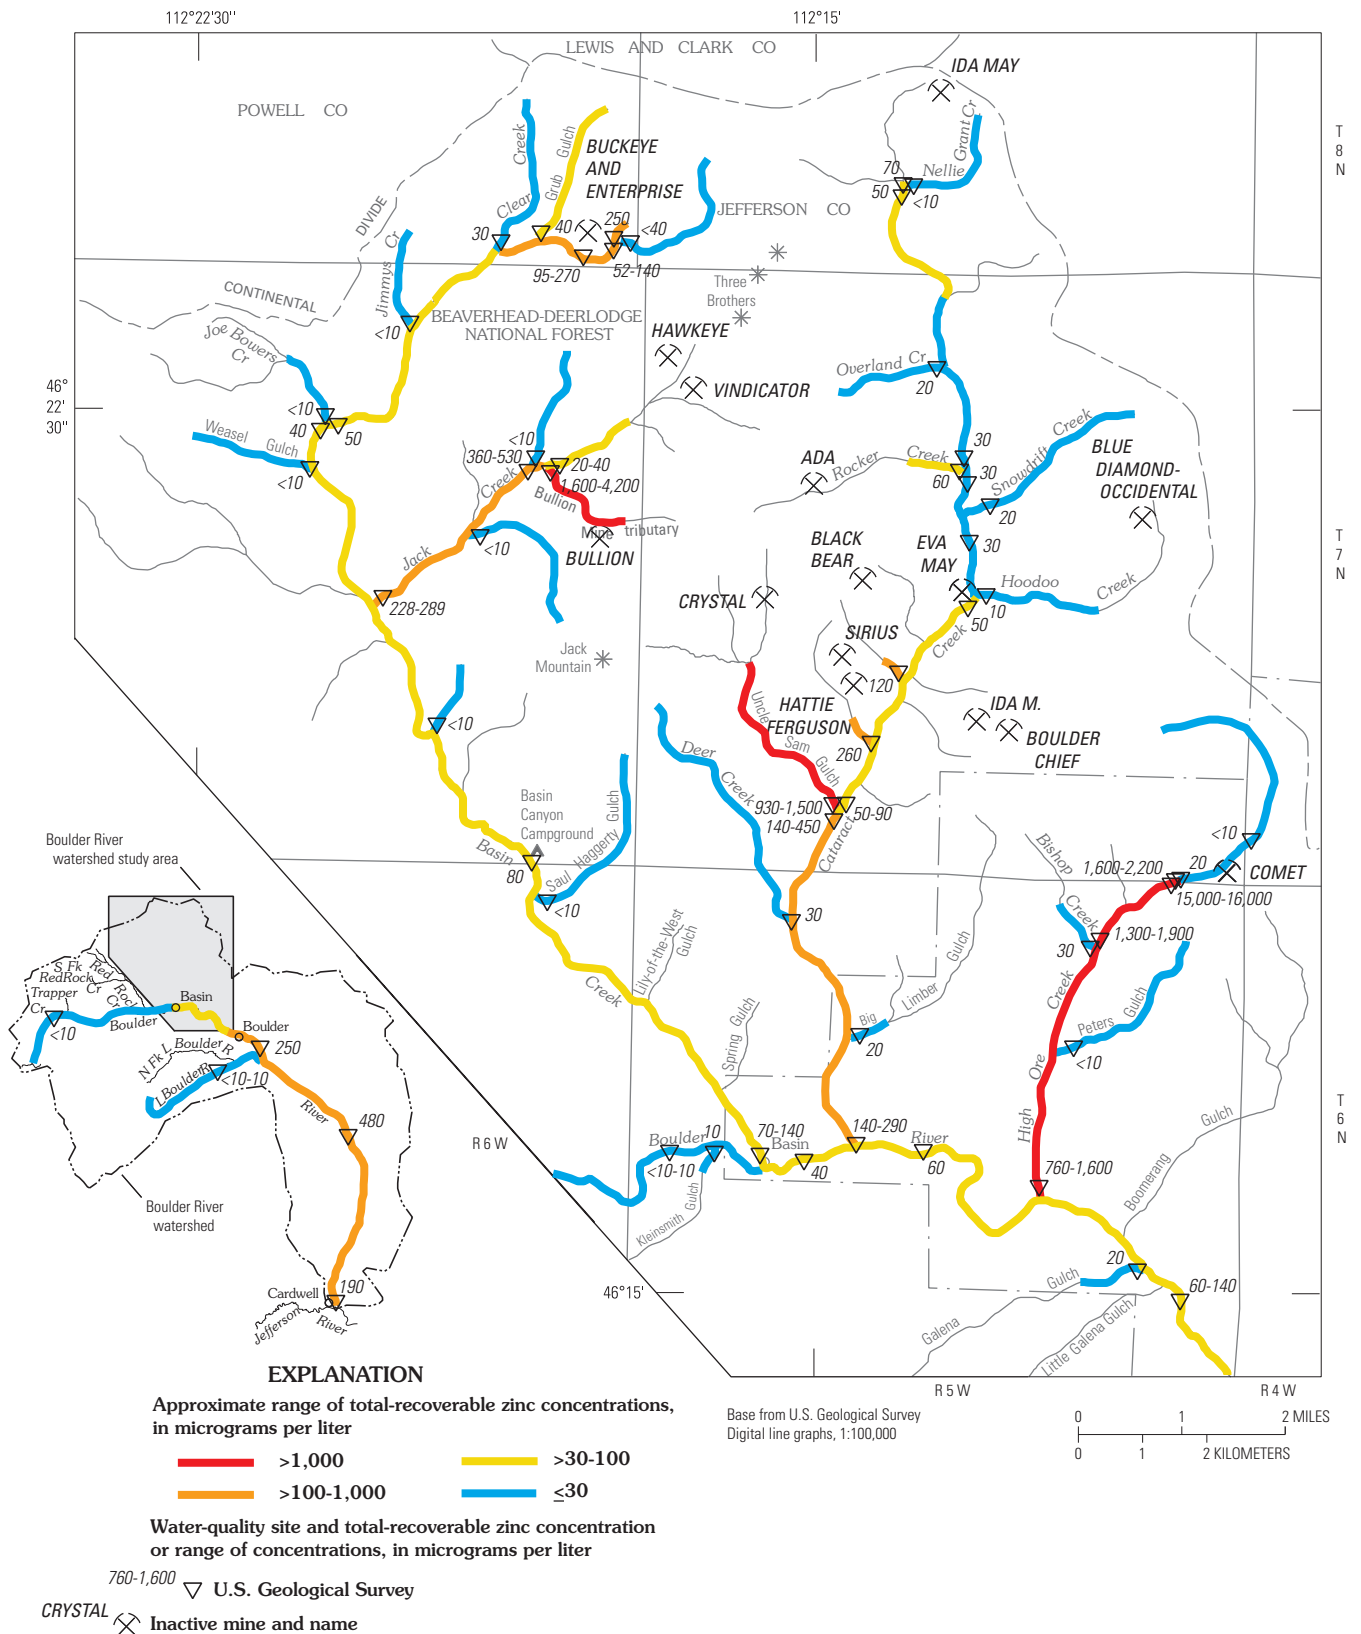 112°22'30"
112°15'
LEWIS AND CLARK CO
POWELL CO
IDA MAY
T
8
N
Grant Cr
Nellie
70
50
<10
Creek
Clear
Grub Gulch
BUCKEYE
AND
ENTERPRISE
JEFFERSON CO
DIVIDE
CONTINENTAL
30
40
250
<40
95-270
52-140
Jimmys Cr
<10
Three
Brothers
BEAVERHEAD-DEERLODGE
NATIONAL FOREST
HAWKEYE
VINDICATOR
Joe Bowers
Cr
46°
22'
30"
<10
40
50
Weasel Gulch
<10
Overland Cr
20
<10
360-530
20-40
1,600-4,200
Creek
Jack
Bullion
Mine tributary
BULLION
<10
228-289
30
Creek
30
60
Rocker
ADA
Snowdrift Creek
20
BLUE
DIAMOND-
OCCIDENTAL
30
BLACK
BEAR
EVA
MAY
Hoodoo
Creek
10
50
Creek
T
7
N
CRYSTAL
SIRIUS
Jack
Mountain
120
HATTIE
FERGUSON
IDA M.
BOULDER
CHIEF
Uncle
Sam
Gulch
260
<10
Deer
Creek
930-1,500
50-90
140-450
Cataract
Basin
Canyon
Campground
Saul Haggerty Gulch
Basin
80
<10
30
Bishop
Creek
<10
1,600-2,200
20
COMET
15,000-16,000
1,300-1,900
30
Lily-of-the-West
Gulch
Creek
Big
Limber
Gulch
20
Creek
Ore
High
Peters Gulch
<10
Spring Gulch
T
6
N
Gulch
Boomerang
R 6 W
Boulder
10
<10-10
70-140
Basin
40
140-290
River
60
760-1,600
Kleinsmith Gulch
46°15'
20
Gulch
Galena
Little Galena Gulch
60-140
R 5 W
R 4 W
Boulder River
watershed study area
S Fk
RedRock
Cr
Red
Rock
Cr
Trapper
Cr
Basin
Boulder
Boulder
<10
N Fk L
Boulder R
250
L Boulder R
<10-10
River
480
Boulder River
watershed
190
Cardwell
Jefferson
River
EXPLANATION
Approximate range of total-recoverable zinc concentrations,
in micrograms per liter
>1,000
>30-100
>100-1,000
≤30
Water-quality site and total-recoverable zinc concentration
or range of concentrations, in micrograms per liter
760-1,600 U.S. Geological Survey
CRYSTAL Inactive mine and name
Base from U.S. Geological Survey
Digital line graphs, 1:100,000
0 1 2 MILES
0 1 2 KILOMETERS